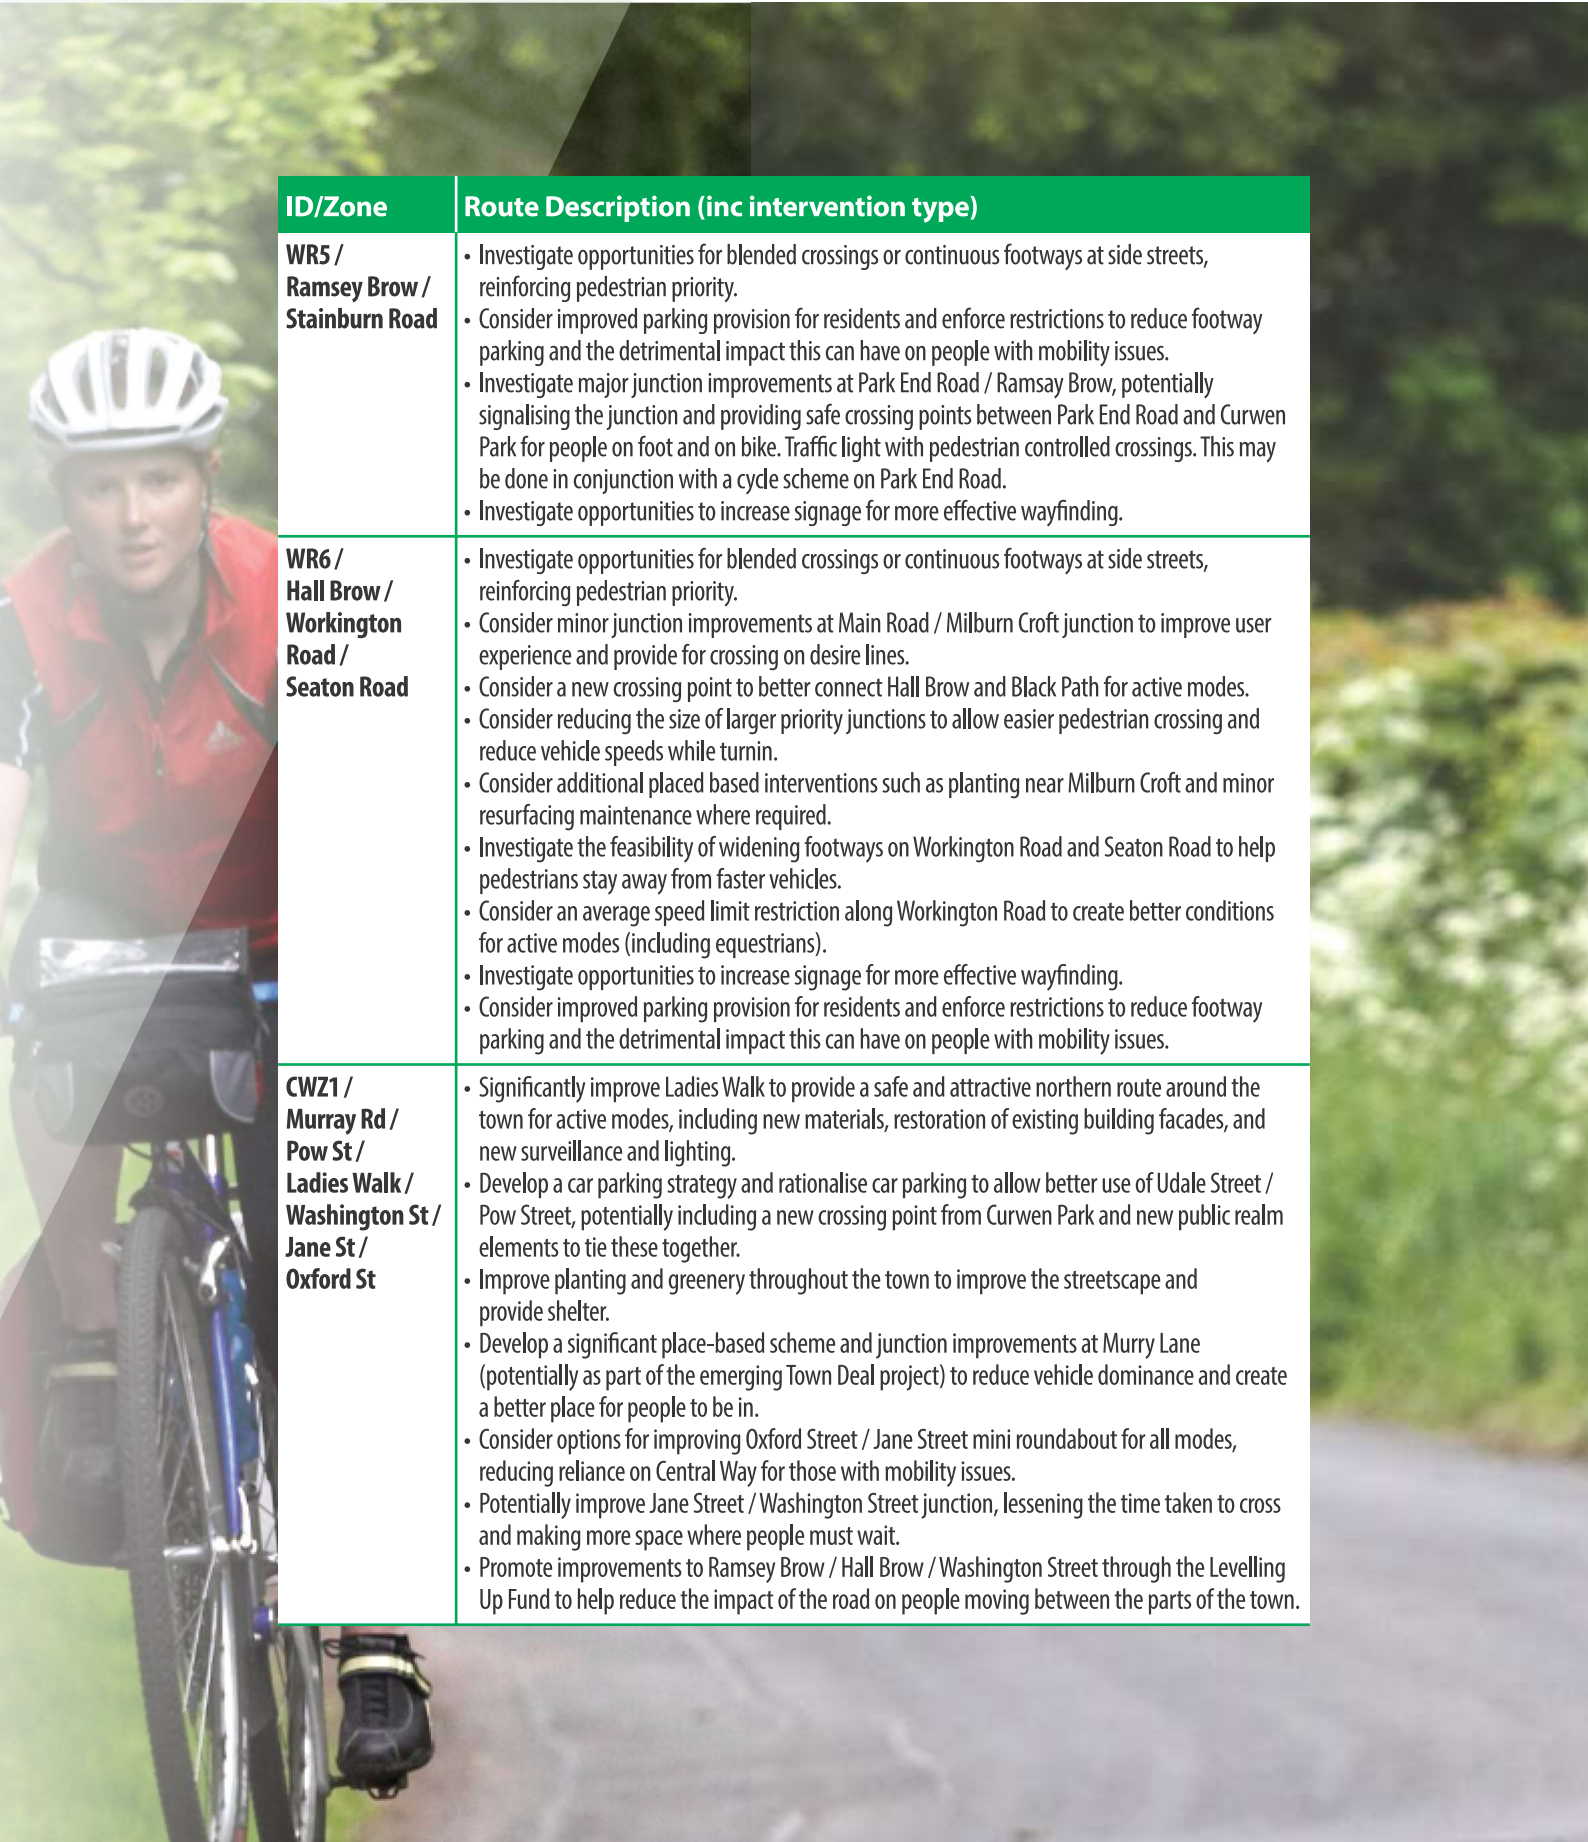 ID/Zone
Route Description (inc intervention type)
WR5 /
Ramsey Brow /
Stainburn Road
• Investigate opportunities for blended crossings or continuous footways at side streets,
reinforcing pedestrian priority.
• Consider improved parking provision for residents and enforce restrictions to reduce footway
parking and the detrimental impact this can have on people with mobility issues.
• Investigate major junction improvements at Park End Road / Ramsay Brow, potentially
signalising the junction and providing safe crossing points between Park End Road and Curwen
Park for people on foot and on bike. Traffic light with pedestrian controlled crossings. This may
be done in conjunction with a cycle scheme on Park End Road.
• Investigate opportunities to increase signage for more effective wayfinding.
WR6 /
Hall Brow /
Workington
Road /
Seaton Road
• Investigate opportunities for blended crossings or continuous footways at side streets,
reinforcing pedestrian priority.
• Consider minor junction improvements at Main Road / Milburn Croft junction to improve user
experience and provide for crossing on desire lines.
• Consider a new crossing point to better connect Hall Brow and Black Path for active modes.
• Consider reducing the size of larger priority junctions to allow easier pedestrian crossing and
reduce vehicle speeds while turnin.
• Consider additional placed based interventions such as planting near Milburn Croft and minor
resurfacing maintenance where required.
• Investigate the feasibility of widening footways on Workington Road and Seaton Road to help
pedestrians stay away from faster vehicles.
• Consider an average speed limit restriction along Workington Road to create better conditions
for active modes (including equestrians).
• Investigate opportunities to increase signage for more effective wayfinding.
• Consider improved parking provision for residents and enforce restrictions to reduce footway
parking and the detrimental impact this can have on people with mobility issues.
CWZ1 /
Murray Rd /
Pow St /
Ladies Walk /
Washington St /
Jane St /
Oxford St
• Significantly improve Ladies Walk to provide a safe and attractive northern route around the
town for active modes, including new materials, restoration of existing building facades, and
new surveillance and lighting.
• Develop a car parking strategy and rationalise car parking to allow better use of Udale Street /
Pow Street, potentially including a new crossing point from Curwen Park and new public realm
elements to tie these together.
• Improve planting and greenery throughout the town to improve the streetscape and
provide shelter.
• Develop a significant place-based scheme and junction improvements at Murry Lane
(potentially as part of the emerging Town Deal project) to reduce vehicle dominance and create
a better place for people to be in.
• Consider options for improving Oxford Street / Jane Street mini roundabout for all modes,
reducing reliance on Central Way for those with mobility issues.
• Potentially improve Jane Street / Washington Street junction, lessening the time taken to cross
and making more space where people must wait.
• Promote improvements to Ramsey Brow / Hall Brow / Washington Street through the Levelling
Up Fund to help reduce the impact of the road on people moving between the parts of the town.